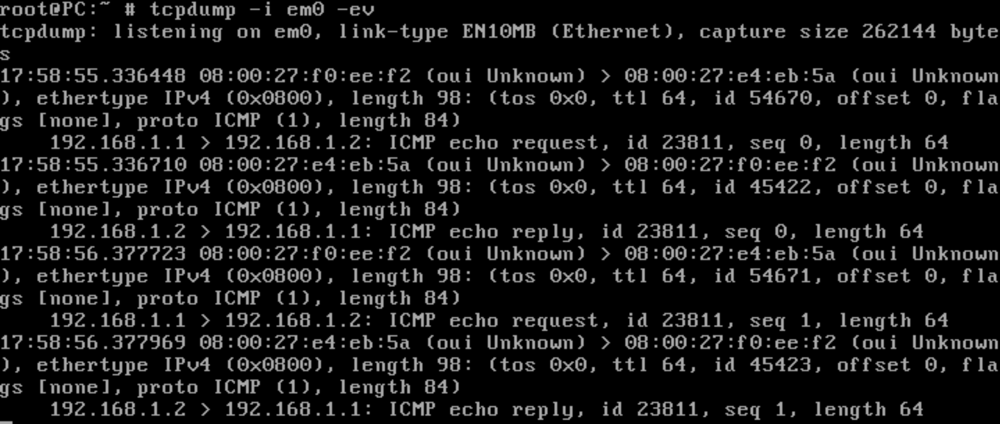 root@PC:~ # tcpdump -i em0 -ev
tcpdump: listening on em0, link-type EN10MB (Ethernet), capture size 262144 byte
s
17:58:55.336448 08:00:27:f0:ee:f2 (oui Unknown) > 08:00:27:e4:eb:5a (oui Unknown
), ethertype IPv4 (0x0800), length 98: (tos 0x0, ttl 64, id 54670, offset 0, fla
gs [none], proto ICMP (1), length 84)
    192.168.1.1 > 192.168.1.2: ICMP echo request, id 23811, seq 0, length 64
17:58:55.336710 08:00:27:e4:eb:5a (oui Unknown) > 08:00:27:f0:ee:f2 (oui Unknown
), ethertype IPv4 (0x0800), length 98: (tos 0x0, ttl 64, id 45422, offset 0, fla
gs [none], proto ICMP (1), length 84)
    192.168.1.2 > 192.168.1.1: ICMP echo reply, id 23811, seq 0, length 64
17:58:56.377723 08:00:27:f0:ee:f2 (oui Unknown) > 08:00:27:e4:eb:5a (oui Unknown
), ethertype IPv4 (0x0800), length 98: (tos 0x0, ttl 64, id 54671, offset 0, fla
gs [none], proto ICMP (1), length 84)
    192.168.1.1 > 192.168.1.2: ICMP echo request, id 23811, seq 1, length 64
17:58:56.377969 08:00:27:e4:eb:5a (oui Unknown) > 08:00:27:f0:ee:f2 (oui Unknown
), ethertype IPv4 (0x0800), length 98: (tos 0x0, ttl 64, id 45423, offset 0, fla
gs [none], proto ICMP (1), length 84)
    192.168.1.2 > 192.168.1.1: ICMP echo reply, id 23811, seq 1, length 64